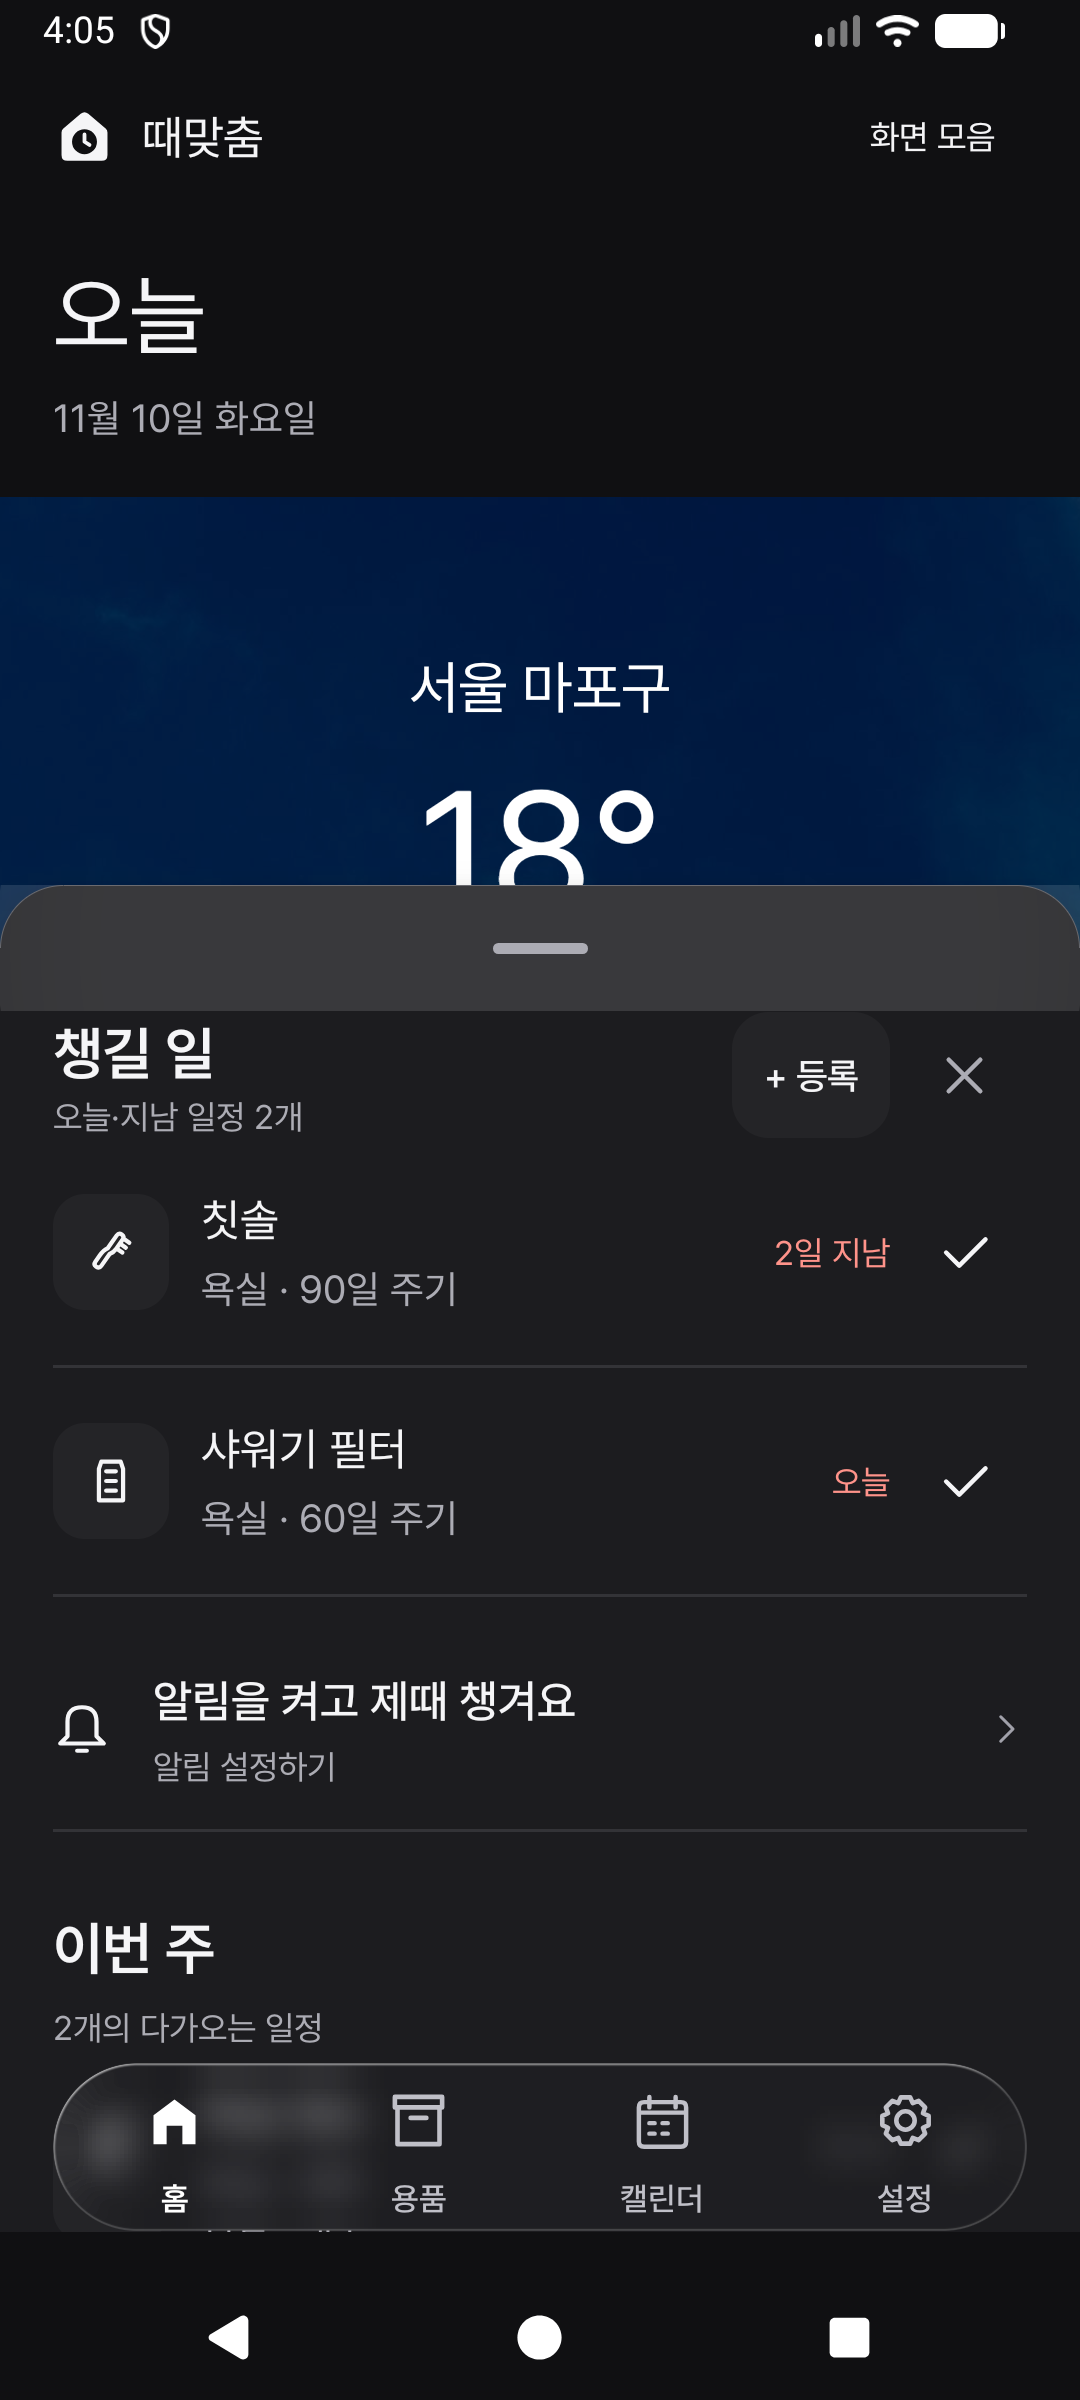 4:05
때맞춤
화면 모음
오늘
11월 10일 화요일
서울 마포구
18°
챙길 일
+ 등록
오늘·지남 일정 2개
칫솔
2일 지남
욕실 · 90일 주기
샤워기 필터
오늘
욕실 · 60일 주기
알림을 켜고 제때 챙겨요
알림 설정하기
이번 주
2개의 다가오는 일정
홈
용품
캘린더
설정